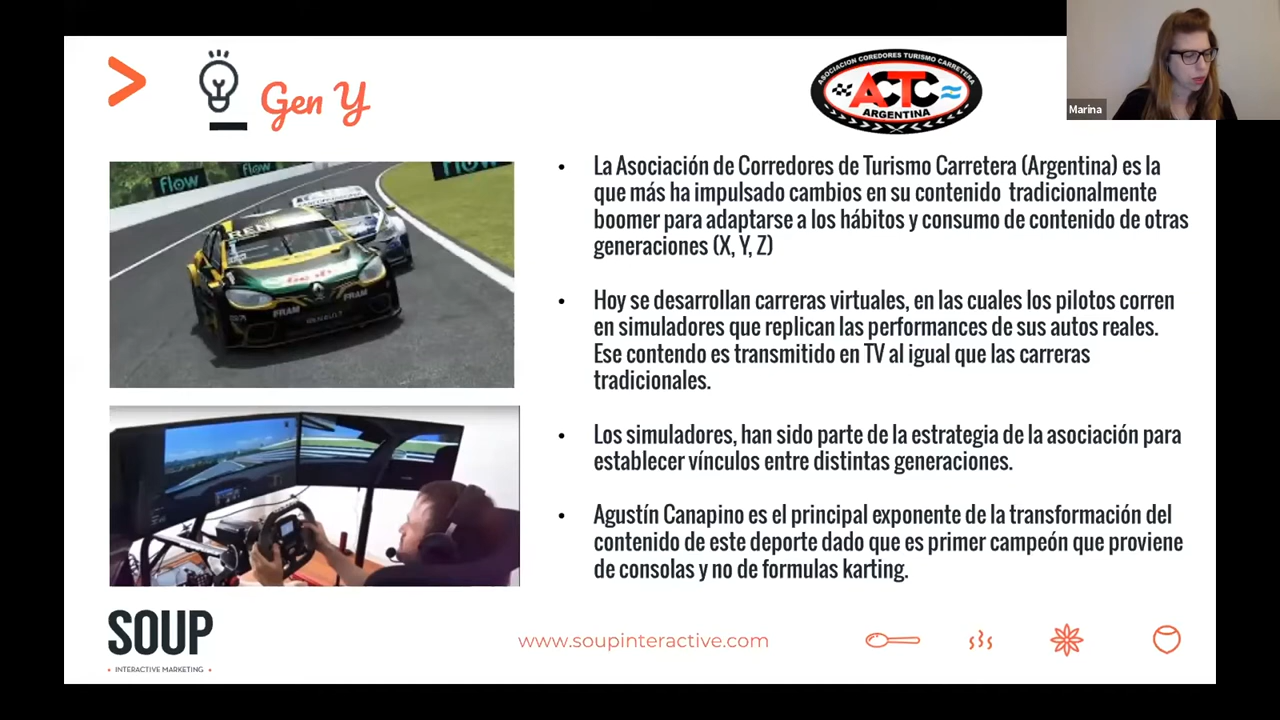 Gen Y
ASOCIACION COREDORES TURISMO CARRETERA
ACTC
ARGENTINA
Marina
flow
flow
RENAULT
FRAM
FRAM
La Asociación de Corredores de Turismo Carretera (Argentina) es la
que más ha impulsado cambios en su contenido tradicionalmente
boomer para adaptarse a los hábitos y consumo de contenido de otras
generaciones (X, Y, Z)
Hoy se desarrollan carreras virtuales, en las cuales los pilotos corren
en simuladores que replican las performances de sus autos reales.
Ese contendo es transmitido en TV al igual que las carreras
tradicionales.
Los simuladores, han sido parte de la estrategia de la asociación para
establecer vínculos entre distintas generaciones.
Agustín Canapino es el principal exponente de la transformación del
contenido de este deporte dado que es primer campeón que proviene
de consolas y no de formulas karting.
SOUP
INTERACTIVE MARKETING
www.soupinteractive.com